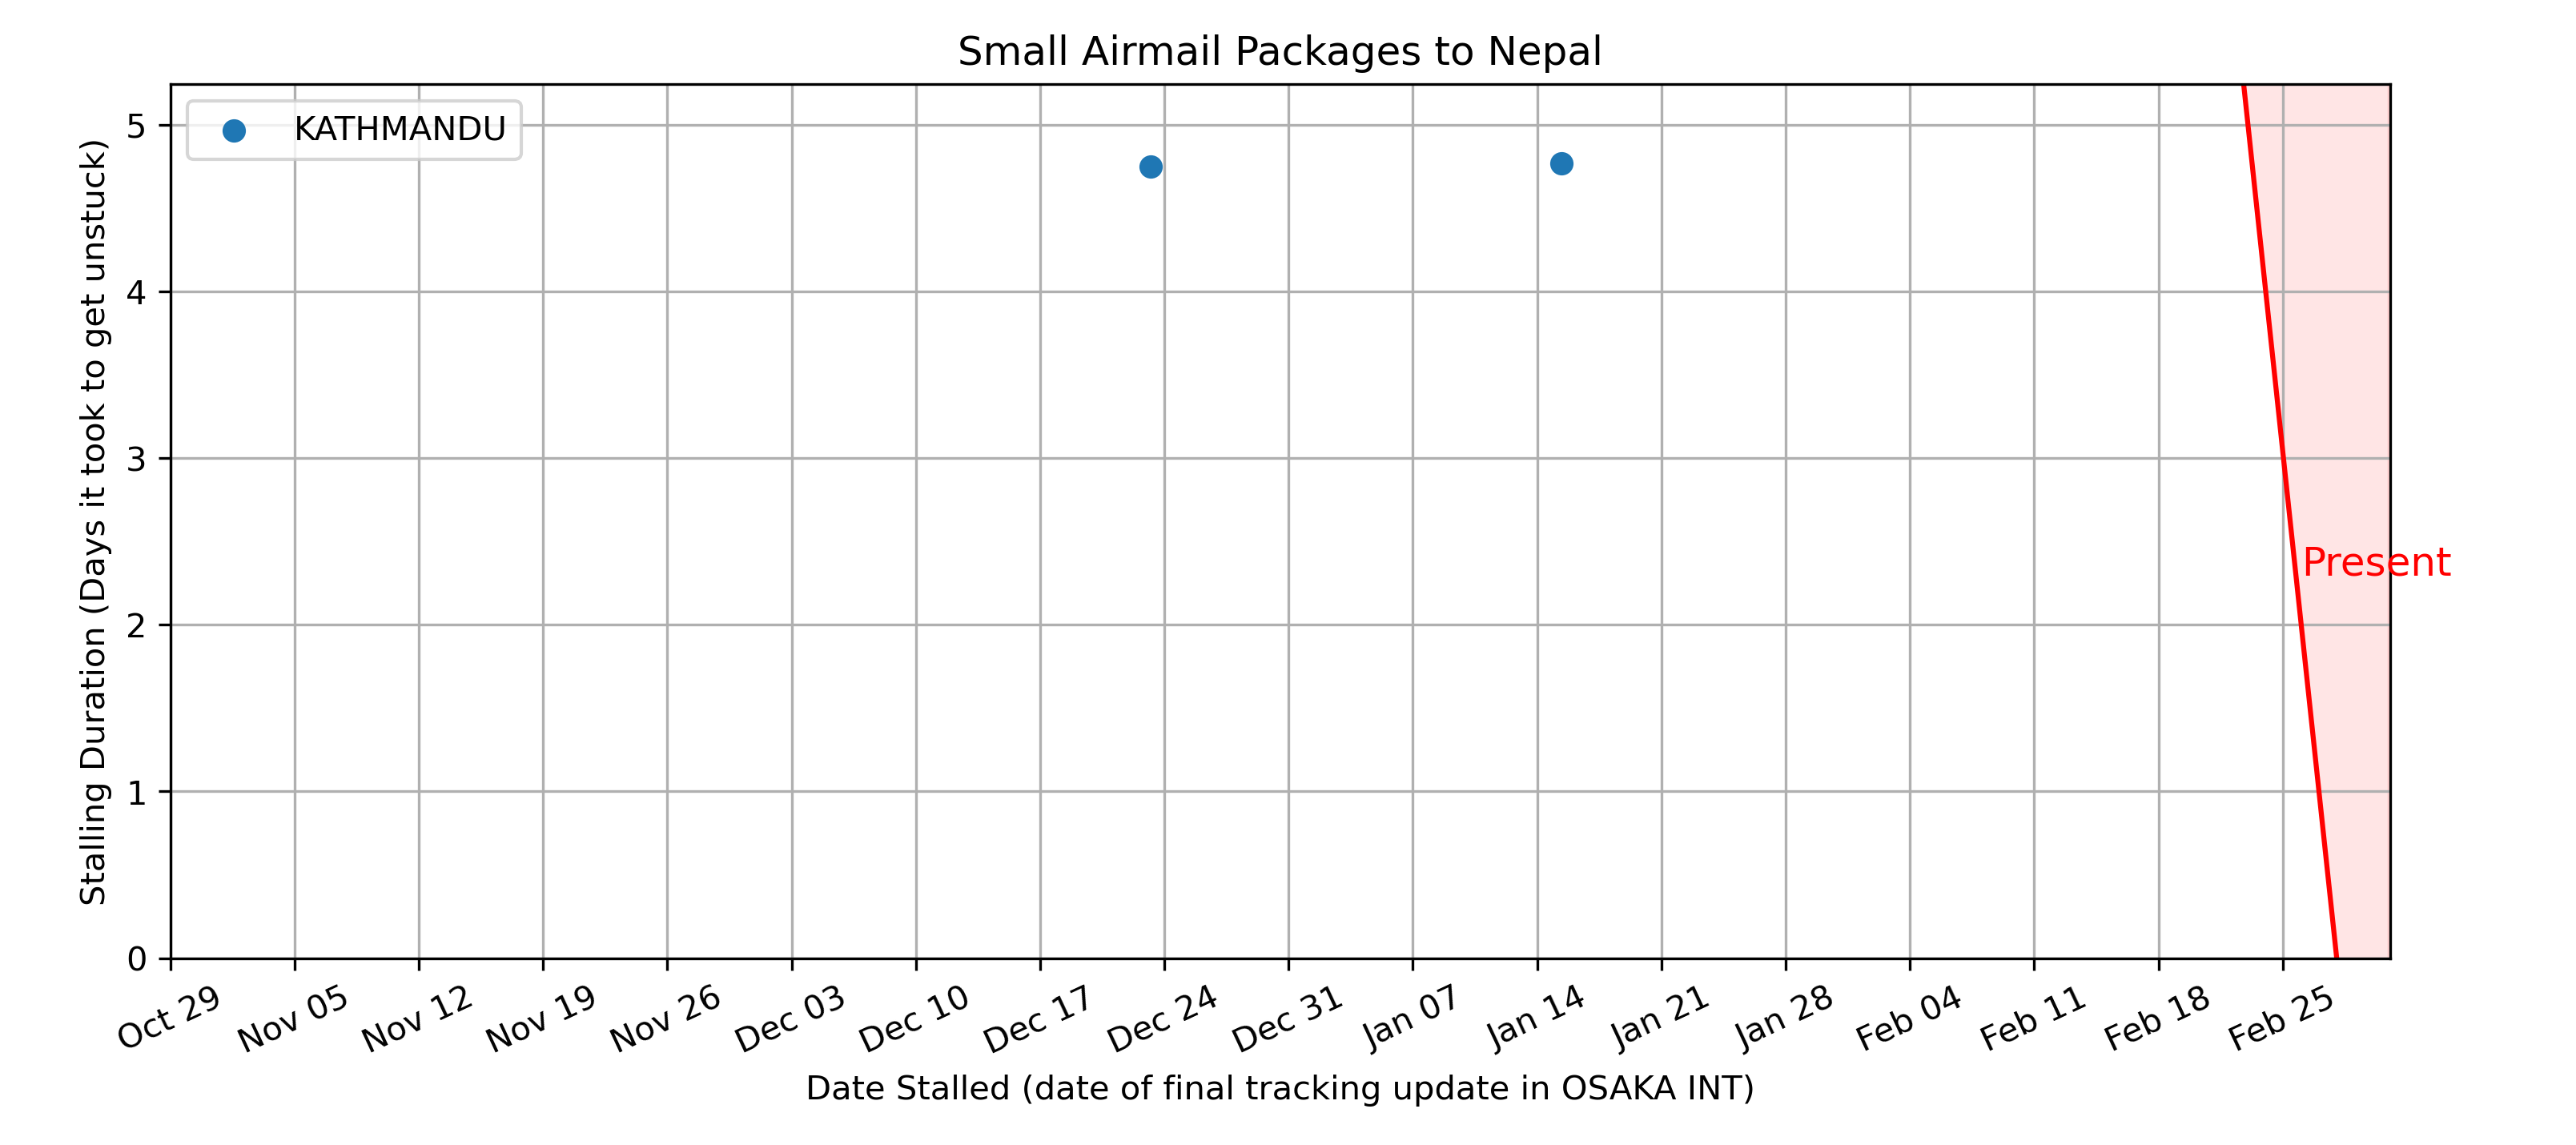 Small Airmail Packages to Nepal
KATHMANDU
Stalling Duration (Days it took to get unstuck)
5
4
3
2
1
0
Present
Oct 29
Nov 05
Nov 12
Nov 19
Nov 26
Dec 03
Dec 10
Dec 17
Dec 24
Dec 31
Jan 07
Jan 14
Jan 21
Jan 28
Feb 04
Feb 11
Feb 18
Feb 25
Date Stalled (date of final tracking update in OSAKA INT)